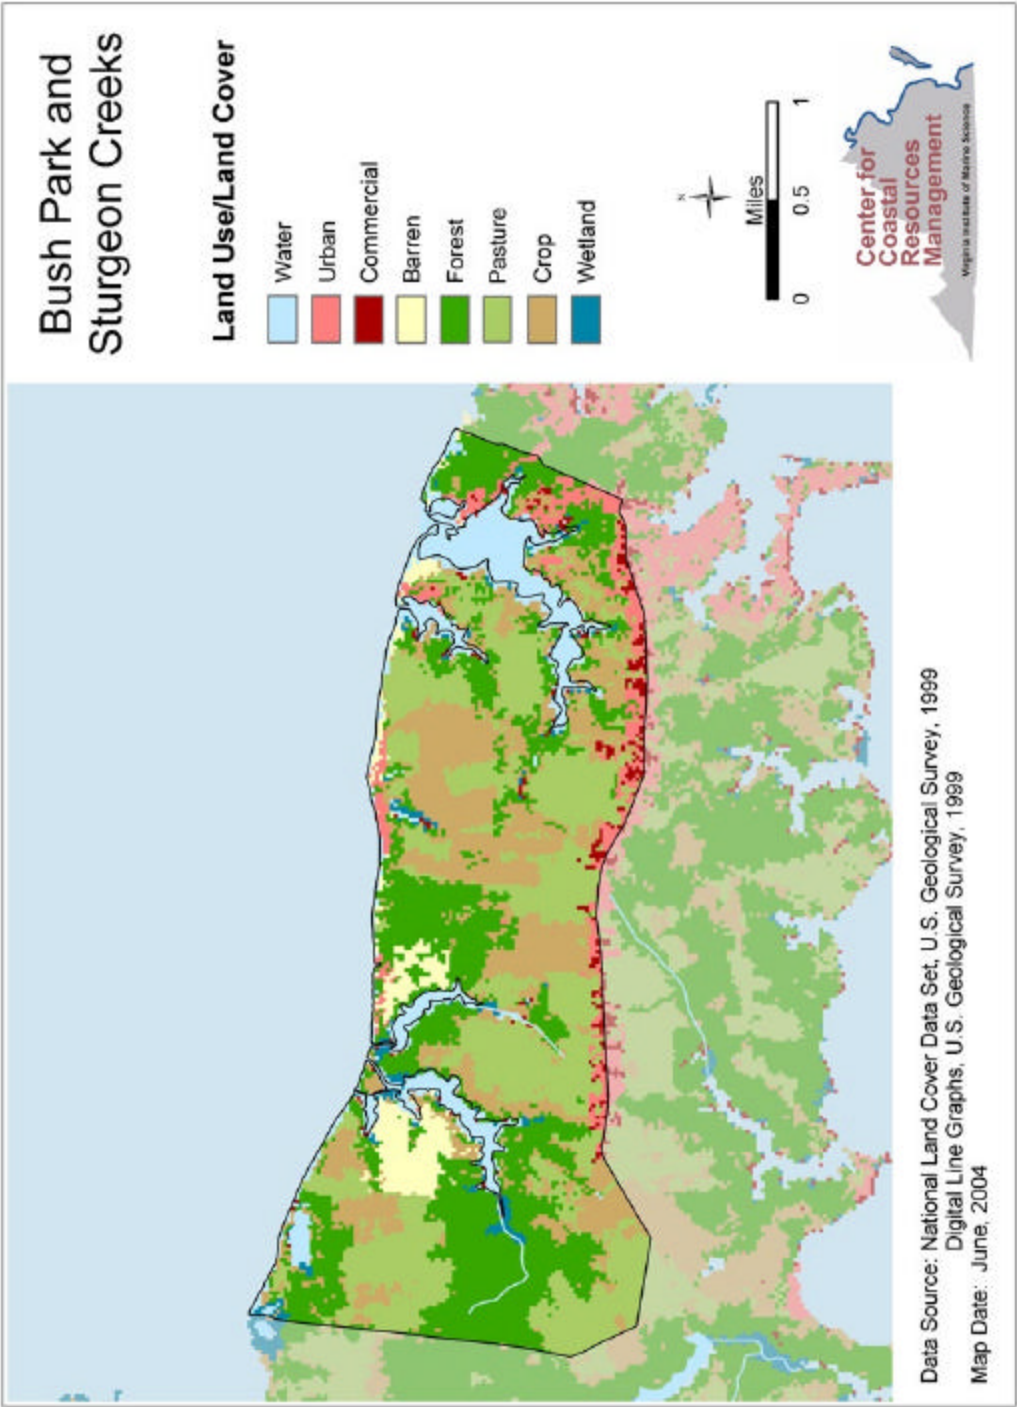 Bush Park and
Sturgeon Creeks
Land Use/Land Cover
Water
Urban
Commercial
Barren
Forest
Pasture
Crop
Wetland
N
Miles
0 0.5 1
Center for
Coastal
Resources
Management
Virginia Institute of Marine Science
Data Source: National Land Cover Data Set, U.S. Geological Survey, 1999
Digital Line Graphs, U.S. Geological Survey, 1999
Map Date: June, 2004